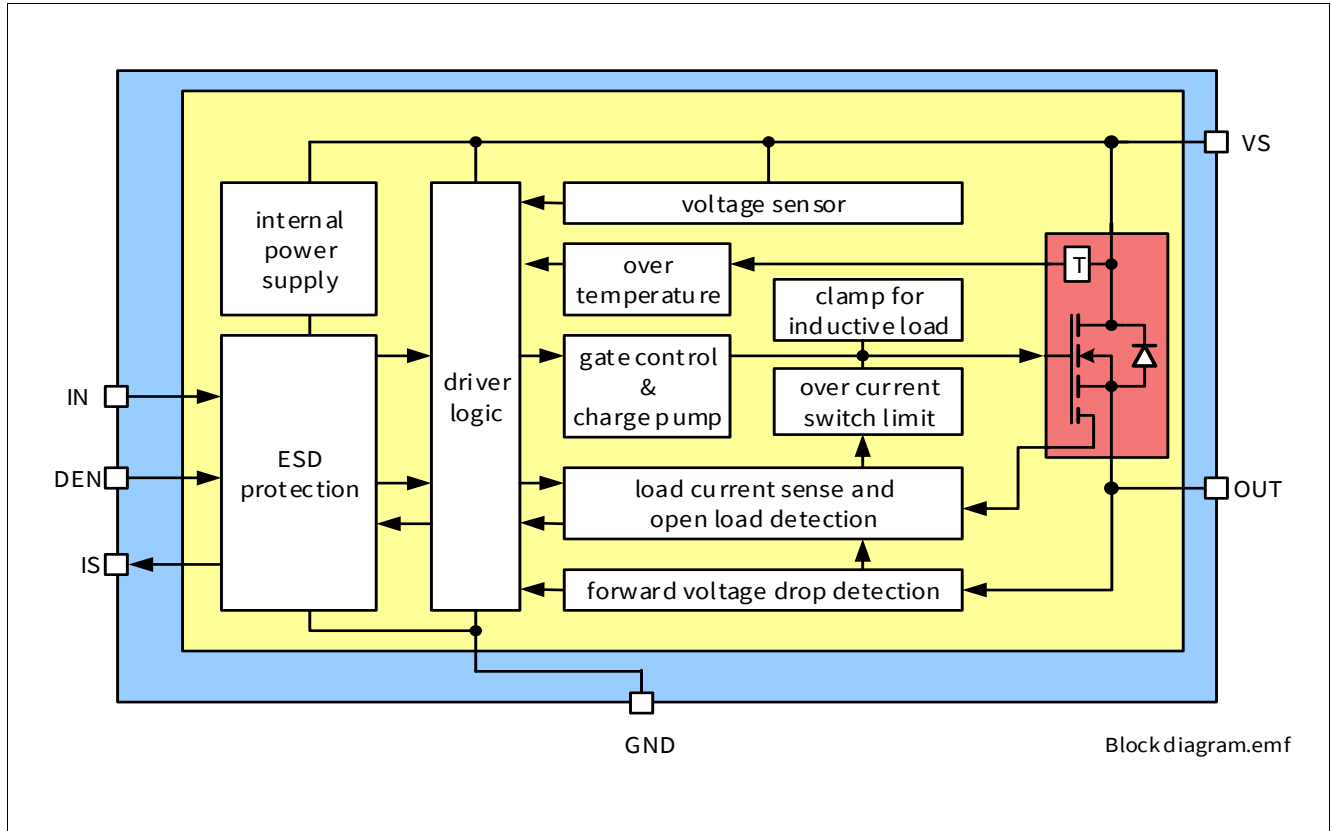 VS
voltage sensor
internal
power
supply
over
temperature
T
clamp for
inductive load
gate control
&
charge pump
driver
logic
over current
switch limit
IN
DEN
IS
ESD
protection
load current sense and
open load detection
OUT
forward voltage drop detection
GND
Block diagram.emf